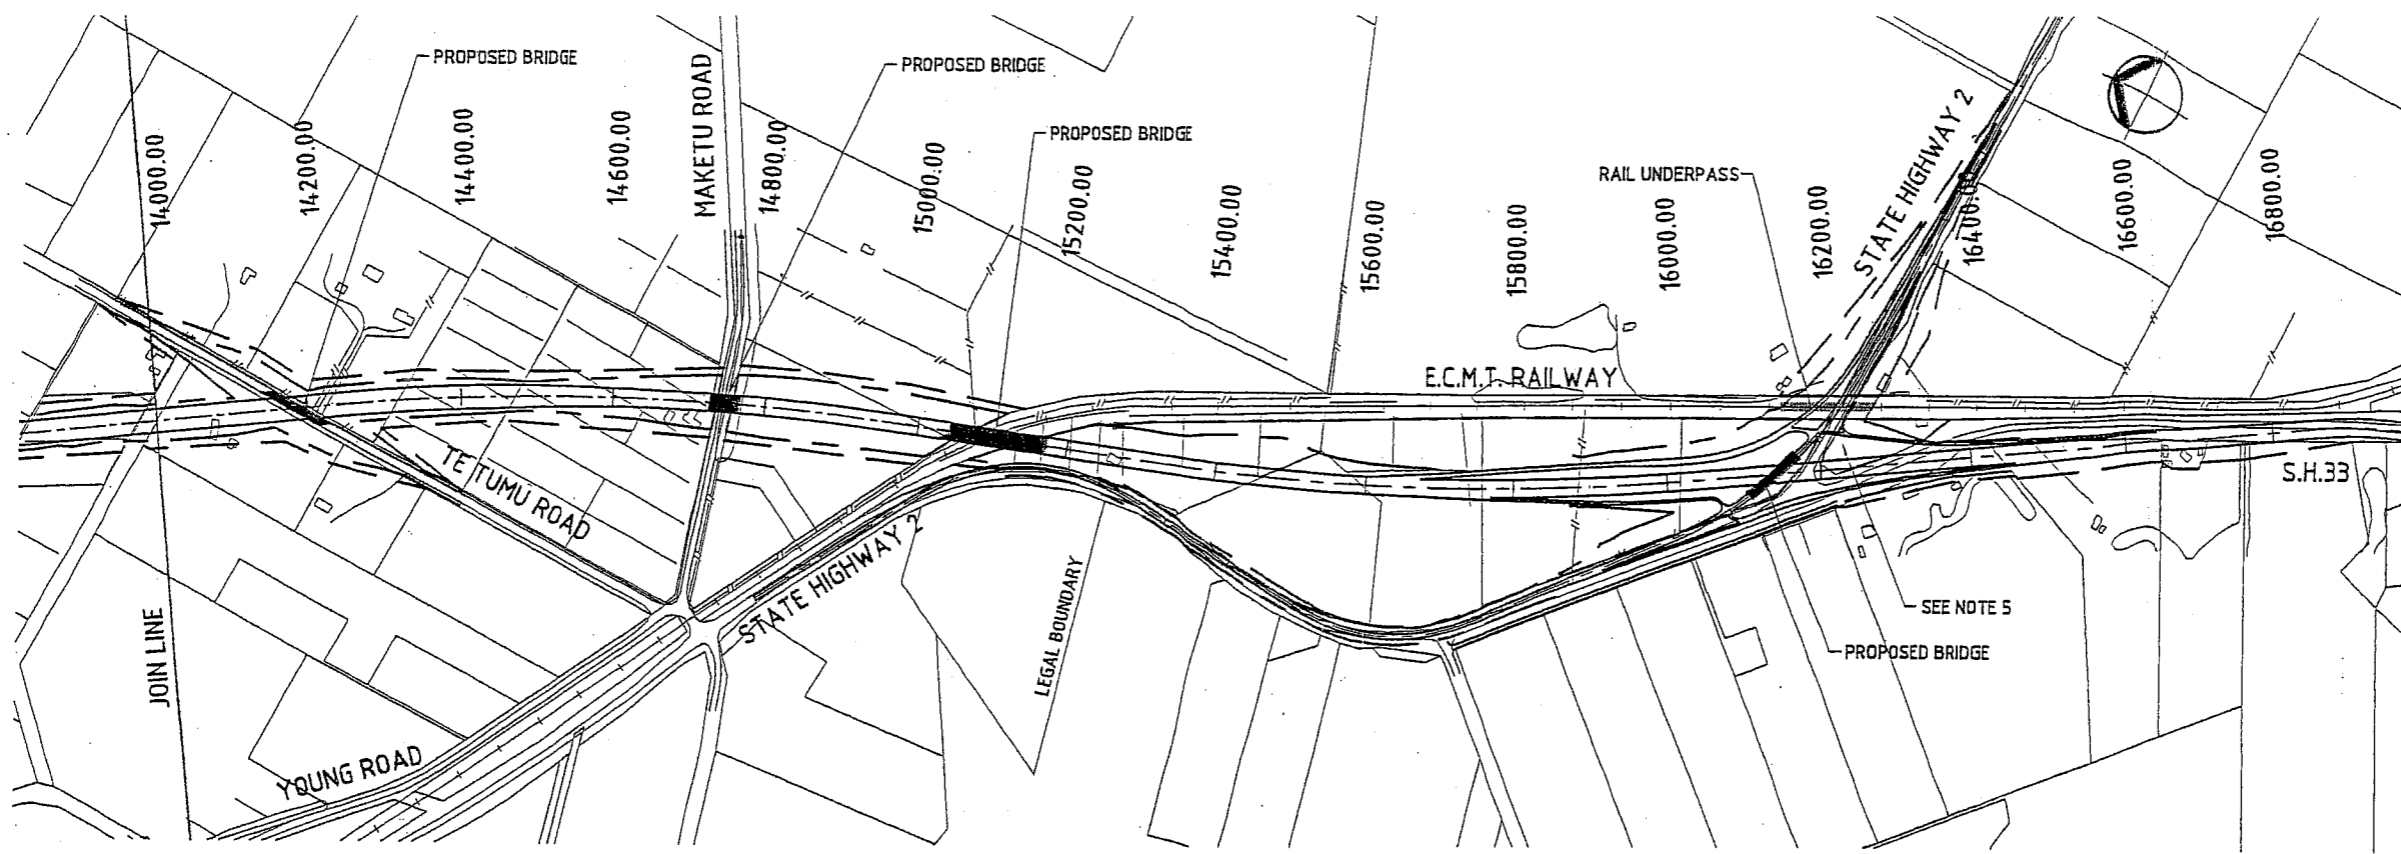 PROPOSED BRIDGE
PROPOSED BRIDGE
PROPOSED BRIDGE
MAKETU ROAD
14000.00
14200.00
14400.00
14600.00
14800.00
15000.00
15200.00
15400.00
15600.00
15800.00
16000.00
16200.00
16400.00
16600.00
16800.00
RAIL UNDERPASS
STATE HIGHWAY 2
E.C.M.T. RAILWAY
TE TUMU ROAD
S.H.33
STATE HIGHWAY 2
LEGAL BOUNDARY
SEE NOTE 5
PROPOSED BRIDGE
JOIN LINE
YOUNG ROAD